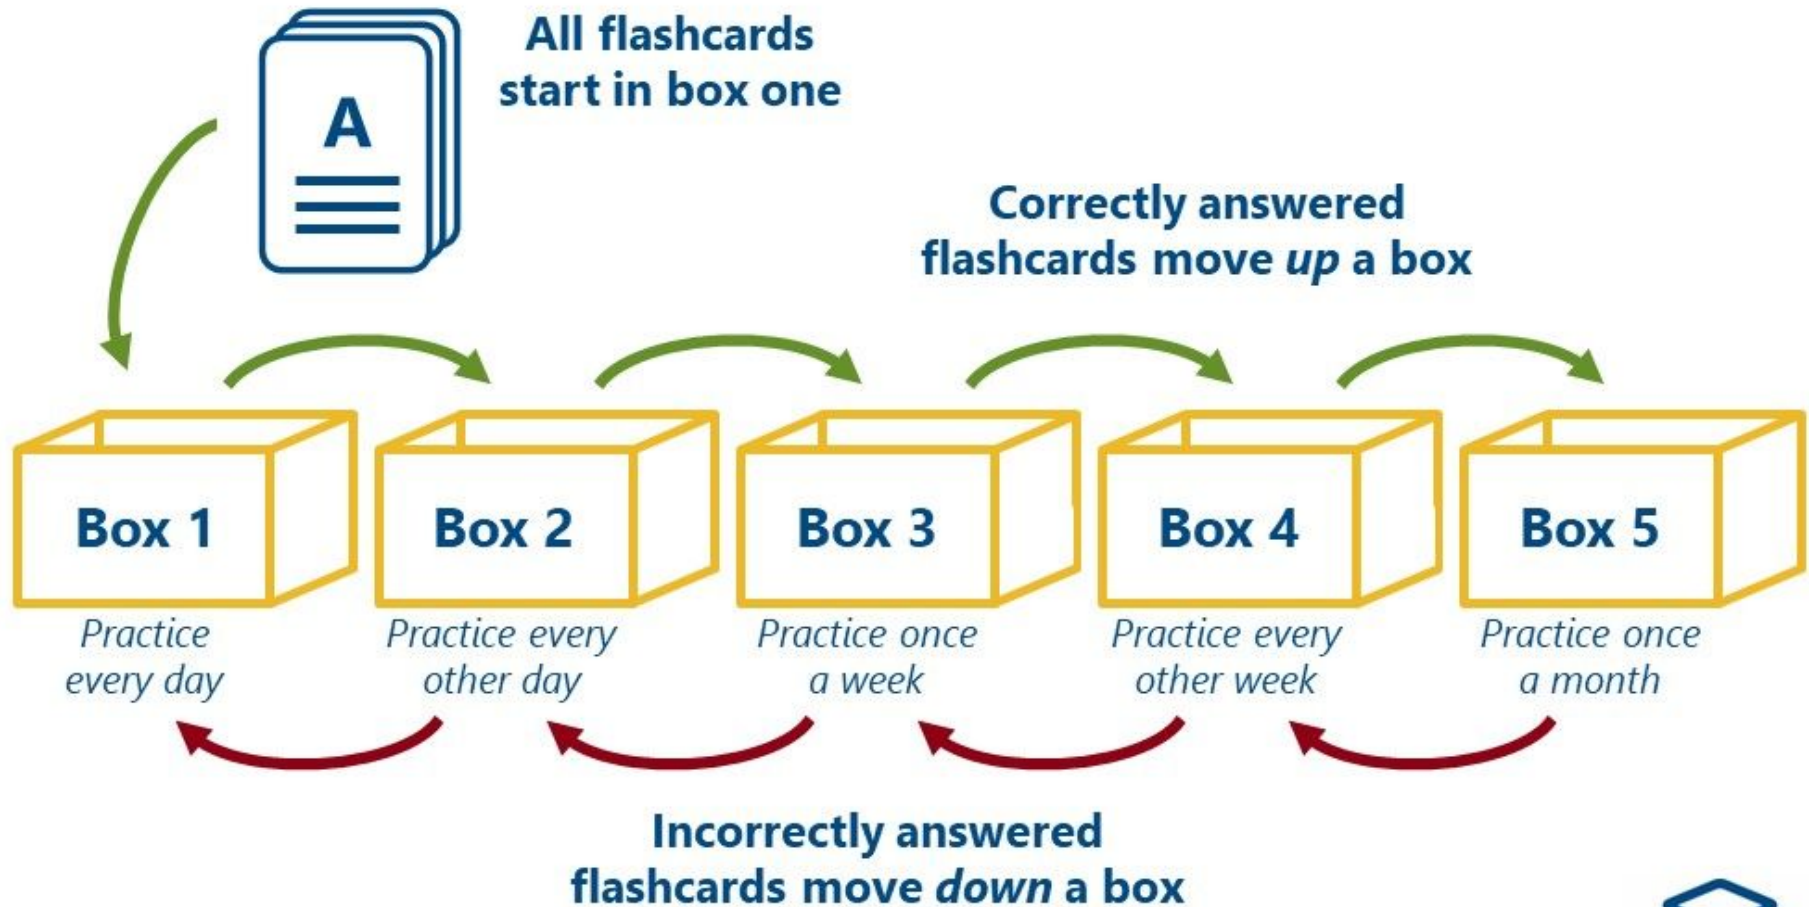 All flashcards
start in box one
A
Correctly answered
flashcards move up a box
Box 1
Box 2
Box 3
Box 4
Box 5
Practice
every day
Practice every
other day
Practice once
a week
Practice every
other week
Practice once
a month
Incorrectly answered
flashcards move down a box